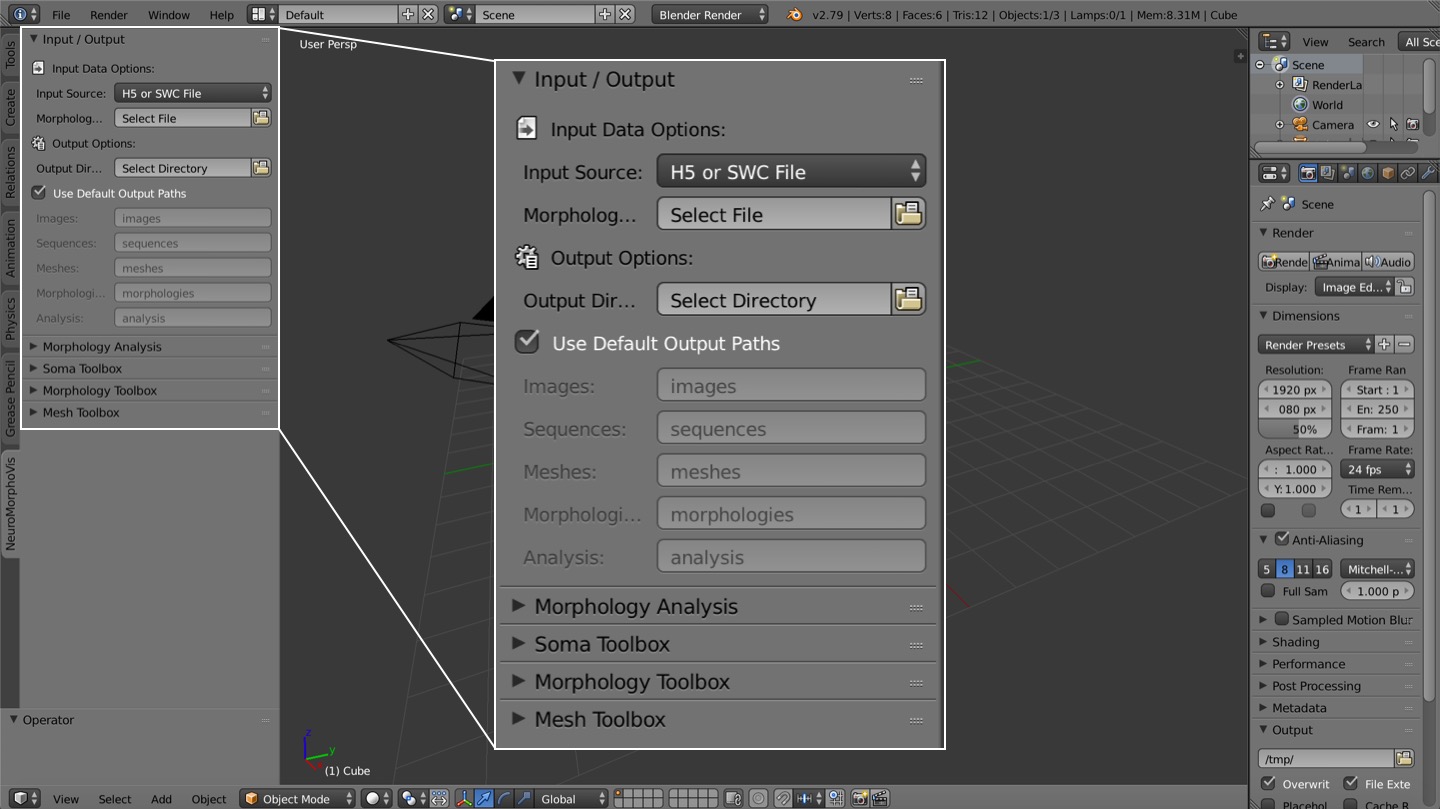 File Render Window Help Default Scene Blender Render v2.79 | Verts:8 | Faces:6 | Tris:12 | Objects:1/3 | Lamps:0/1 | Mem:8.31M | Cube
Tools
Create
Relations
Animation
Physics
Grease Pencil
NeuroMorphoVis
Input / Output
Input Data Options:
Input Source: H5 or SWC File
Morpholog... Select File
Output Options:
Output Dir... Select Directory
Use Default Output Paths
Images: images
Sequences: sequences
Meshes: meshes
Morphologi... morphologies
Analysis: analysis
Morphology Analysis
Soma Toolbox
Morphology Toolbox
Mesh Toolbox
Operator
User Persp
Input / Output
Input Data Options:
Input Source: H5 or SWC File
Morpholog... Select File
Output Options:
Output Dir... Select Directory
Use Default Output Paths
Images: images
Sequences: sequences
Meshes: meshes
Morphologi... morphologies
Analysis: analysis
Morphology Analysis
Soma Toolbox
Morphology Toolbox
Mesh Toolbox
z
y
(1) Cube
View Select Add Object Object Mode Global
View Search All Sce
Scene
RenderLa
World
Camera
Scene
Render
Rende Anima Audio
Display: Image Ed...
Dimensions
Render Presets
Resolution: Frame Ran
1920 px Start : 1
080 px En: 250
50% Fram: 1
Aspect Rat... Frame Rate:
: 1.000 24 fps
Y: 1.000 Time Rem...
1 1
Anti-Aliasing
5 8 11 16 Mitchell-...
Full Sam 1.000 p
Sampled Motion Blur
Shading
Performance
Post Processing
Metadata
Output
/tmp/
Overwrit File Exte
Placehol Cache R